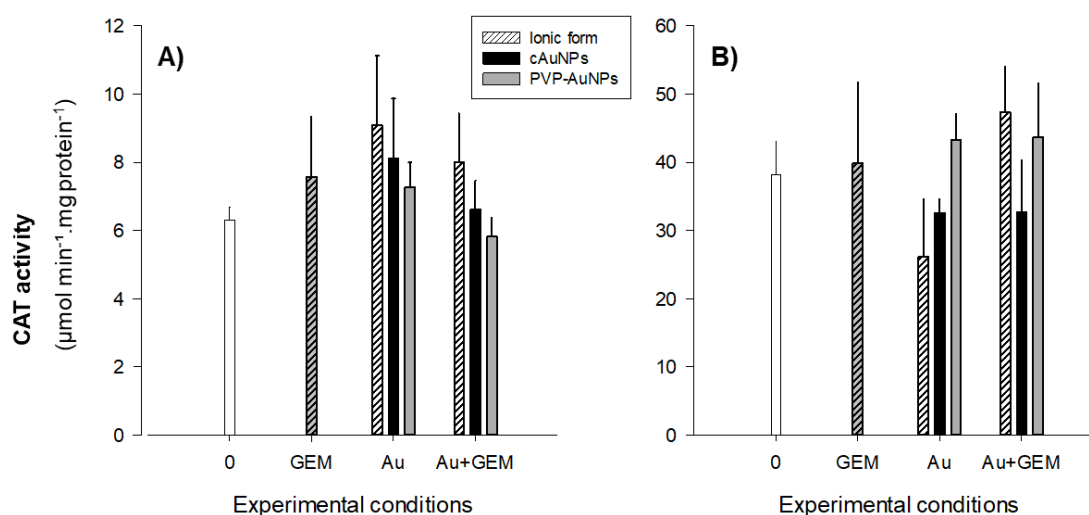 12
10
8
6
4
2
0
A)
Ionic form
cAuNPs
PVP-AuNPs
60
50
40
30
20
10
0
B)
CAT activity
(µmol min⁻¹.mgprotein⁻¹)
0 GEM Au Au+GEM
0 GEM Au Au+GEM
Experimental conditions
Experimental conditions